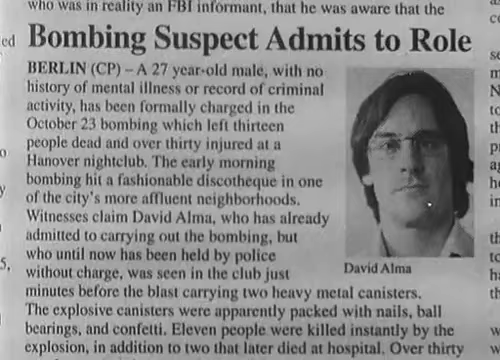 who was in reality an FBI informant, that he was aware that the
Bombing Suspect Admits to Role
BERLIN (CP) – A 27 year-old male, with no
history of mental illness or record of criminal
activity, has been formally charged in the
October 23 bombing which left thirteen
people dead and over thirty injured at a
Hanover nightclub. The early morning
bombing hit a fashionable discotheque in one
of the city's more affluent neighborhoods.
Witnesses claim David Alma, who has already
admitted to carrying out the bombing, but
who until now has been held by police
without charge, was seen in the club just
minutes before the blast carrying two heavy metal canisters.
The explosive canisters were apparently packed with nails, ball
bearings, and confetti. Eleven people were killed instantly by the
explosion, in addition to two that later died at hospital. Over thirty
David Alma